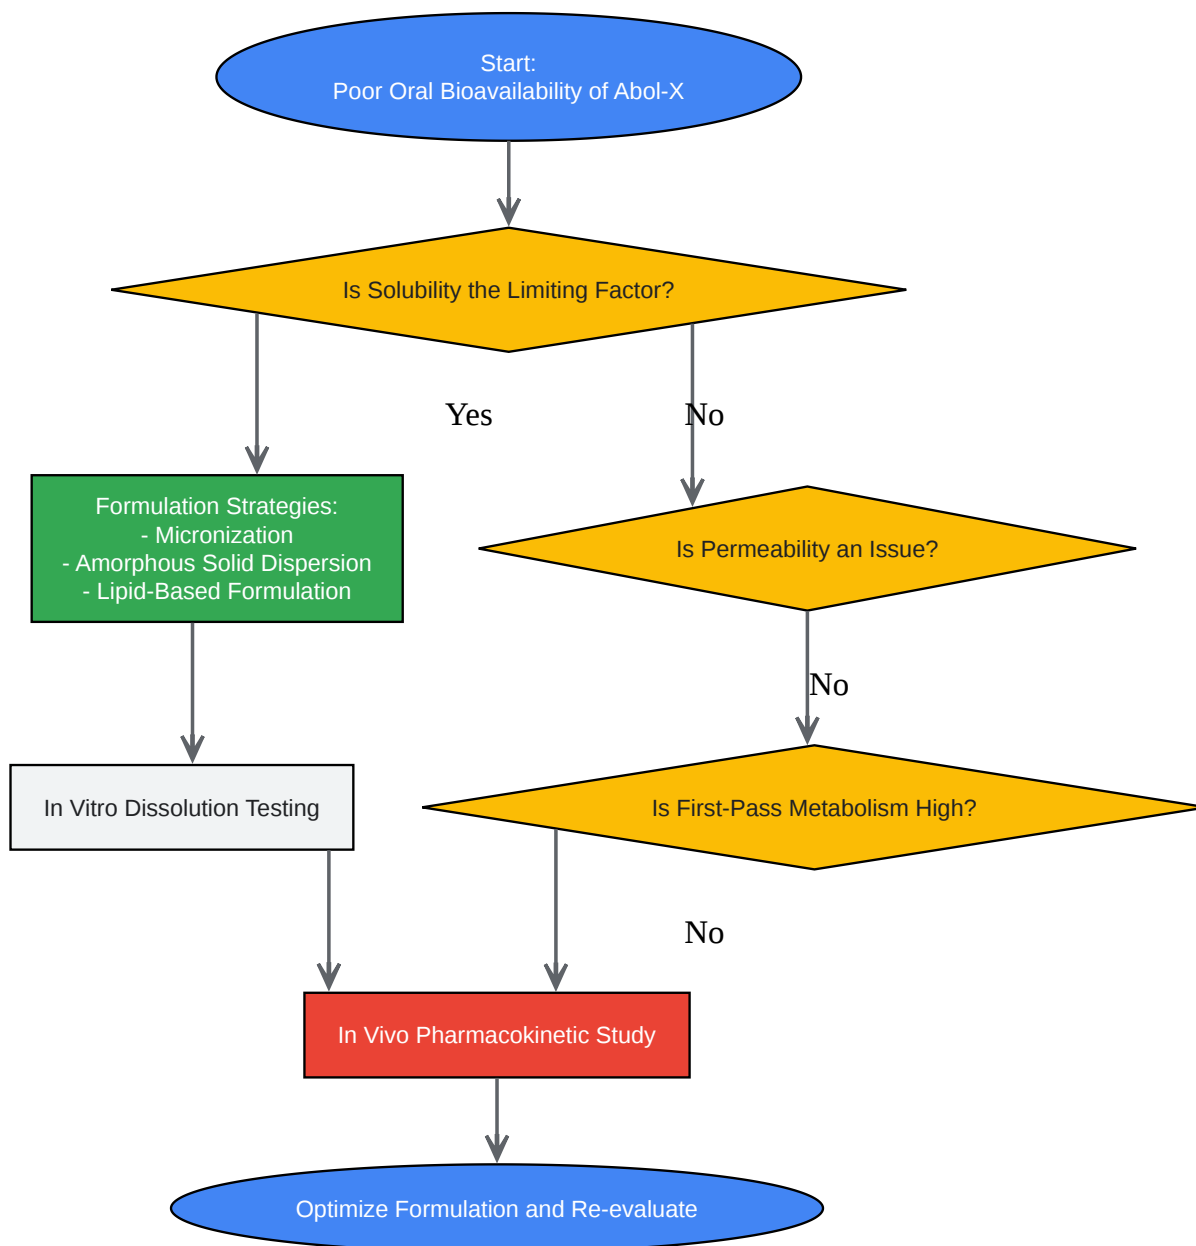 Start:
Poor Oral Bioavailability of Abol-X
Is Solubility the Limiting Factor?
Yes
No
Formulation Strategies:
- Micronization
- Amorphous Solid Dispersion
- Lipid-Based Formulation
Is Permeability an Issue?
No
In Vitro Dissolution Testing
Is First-Pass Metabolism High?
No
In Vivo Pharmacokinetic Study
Optimize Formulation and Re-evaluate